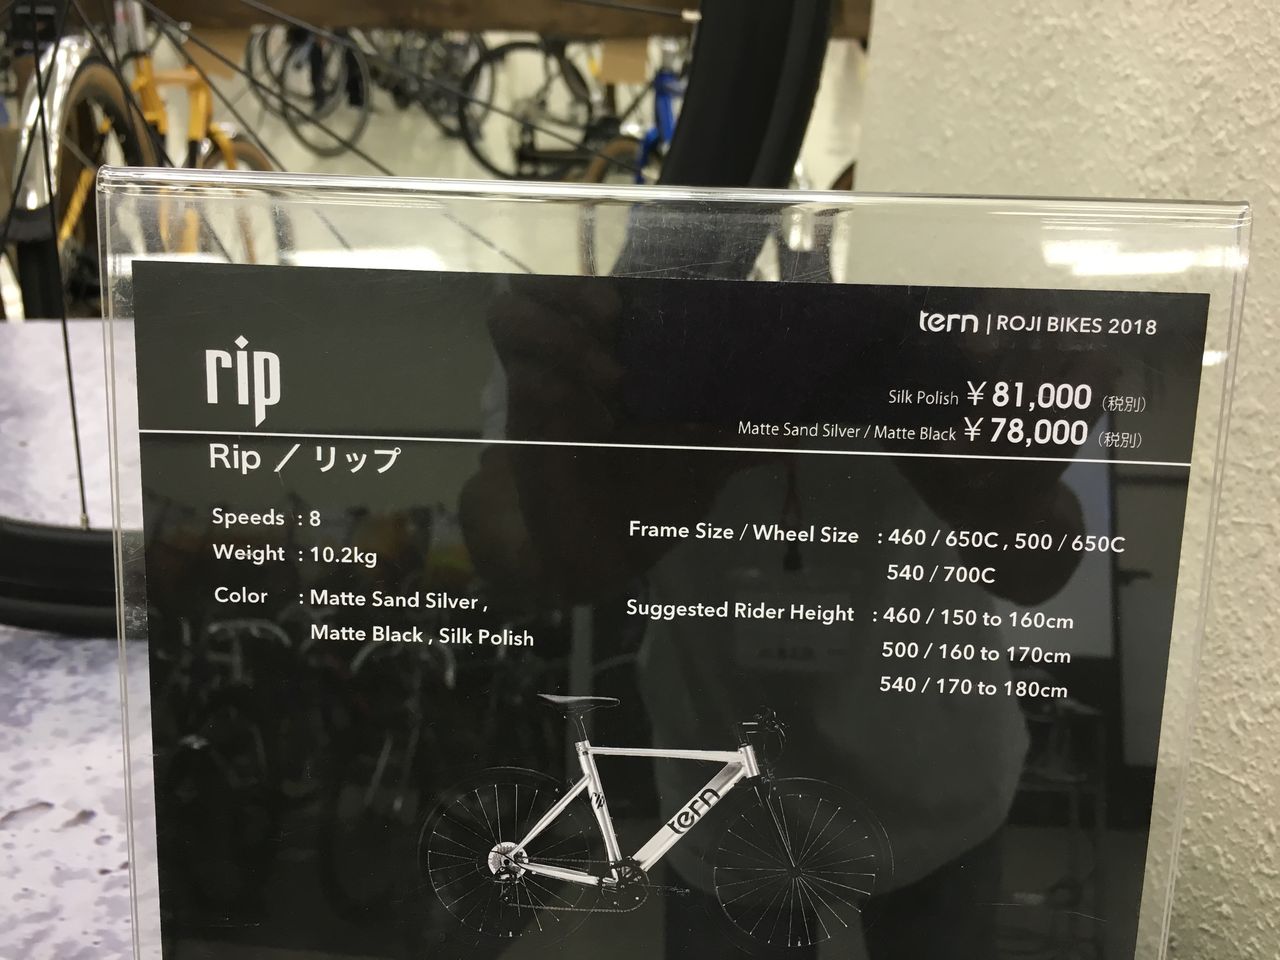 tern | ROJI BIKES 2018
rip
Silk Polish ￥81,000（税別）
Matte Sand Silver / Matte Black ￥78,000（税別）
Rip ／ リップ
Speeds : 8
Weight : 10.2kg
Color : Matte Sand Silver ,
Matte Black , Silk Polish
Frame Size / Wheel Size : 460 / 650C , 500 / 650C
540 / 700C
Suggested Rider Height : 460 / 150 to 160cm
500 / 160 to 170cm
540 / 170 to 180cm
tern